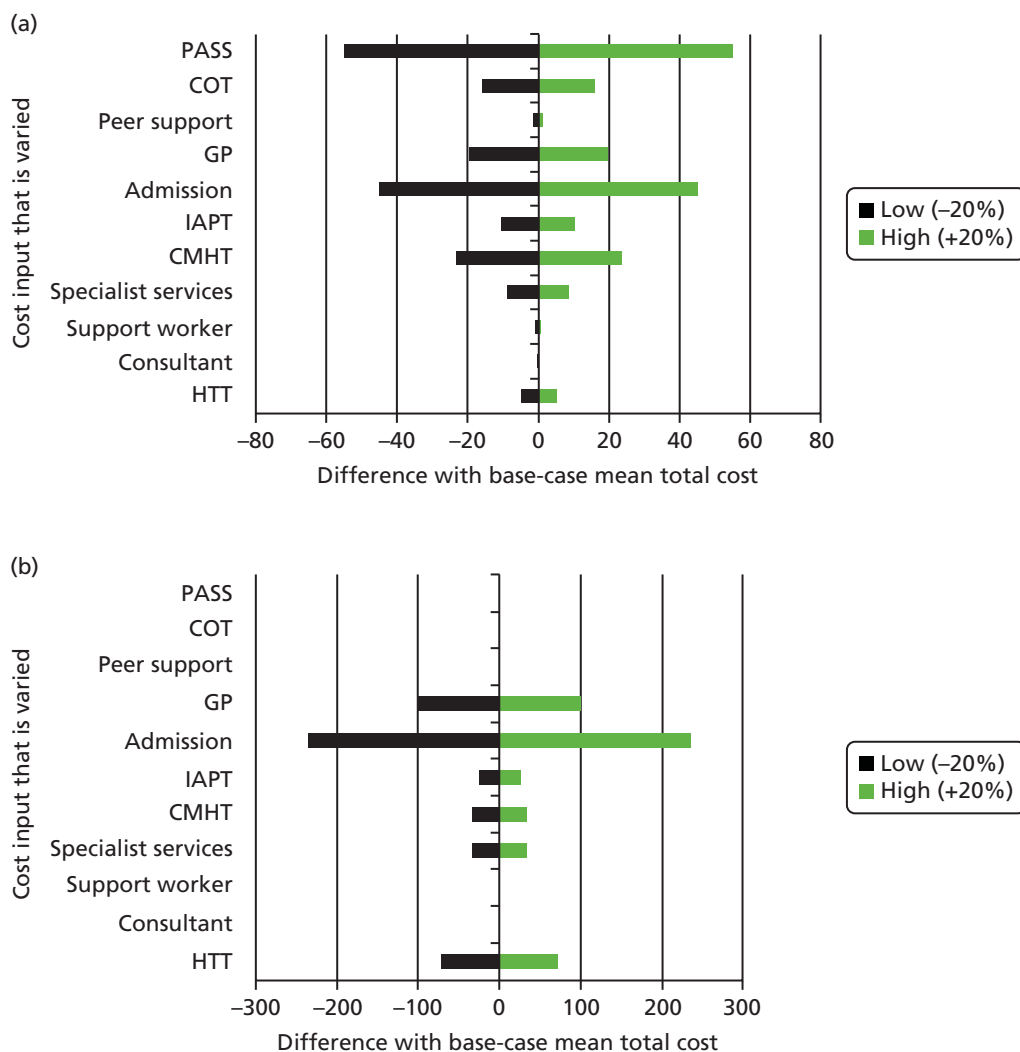 (a)
Cost input that is varied
PASS
COT
Peer support
GP
Admission
IAPT
CMHT
Specialist services
Support worker
Consultant
HTT
–80 –60 –40 –20 0 20 40 60 80
Difference with base-case mean total cost
Low (–20%)
High (+20%)
(b)
Cost input that is varied
PASS
COT
Peer support
GP
Admission
IAPT
CMHT
Specialist services
Support worker
Consultant
HTT
–300 –200 –100 0 100 200 300
Difference with base-case mean total cost
Low (–20%)
High (+20%)